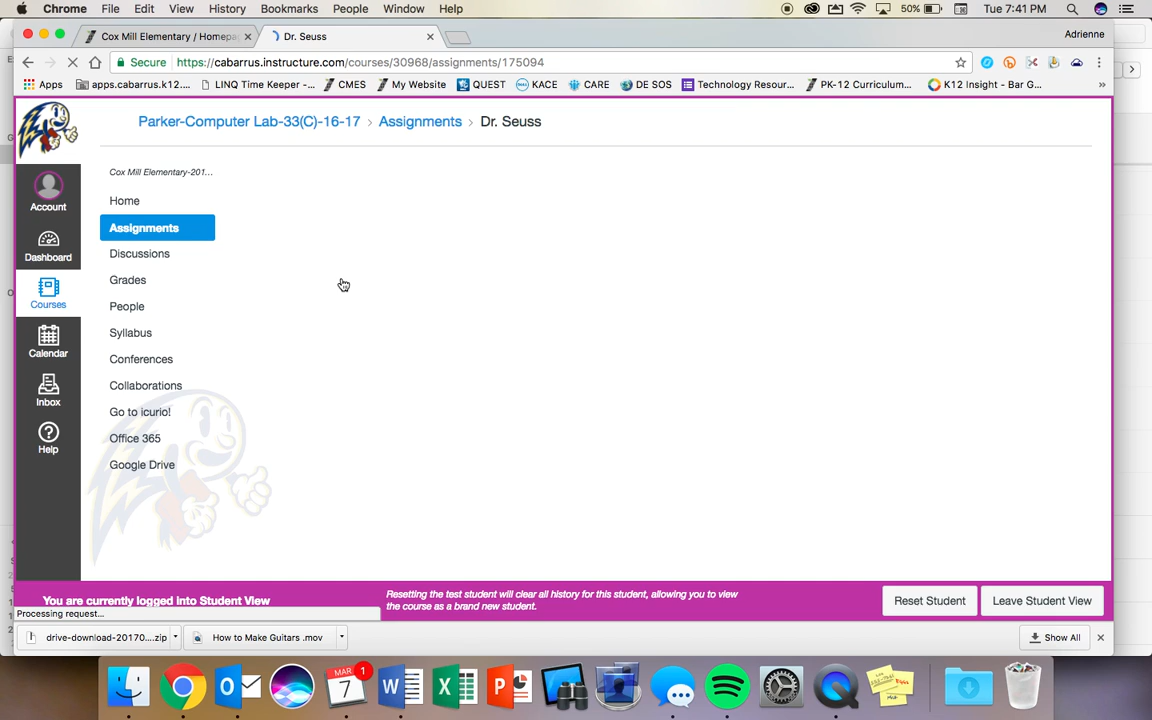 Chrome File Edit View History Bookmarks People Window Help 50% Tue 7:41 PM
Cox Mill Elementary / Homepa Dr. Seuss Adrienne
Secure https://cabarrus.instructure.com/courses/30968/assignments/175094
Apps apps.cabarrus.k12.... LINQ Time Keeper -... CMES My Website QUEST KACE CARE DE SOS Technology Resour... PK-12 Curriculum... K12 Insight - Bar G... »
Parker-Computer Lab-33(C)-16-17 > Assignments > Dr. Seuss
Cox Mill Elementary-201...
Account
Dashboard
Courses
Calendar
Inbox
Help
Home
Assignments
Discussions
Grades
People
Syllabus
Conferences
Collaborations
Go to icurio!
Office 365
Google Drive
You are currently logged into Student View
Resetting the test student will clear all history for this student, allowing you to view
the course as a brand new student.
Reset Student Leave Student View
Processing request...
drive-download-20170....zip How to Make Guitars .mov Show All
MAR 7 1